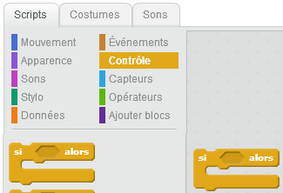 Scripts Costumes Sons
Mouvement Événements
Apparence Contrôle
Sons Capteurs
Stylo Opérateurs
Données Ajouter blocs
si alors
si alors